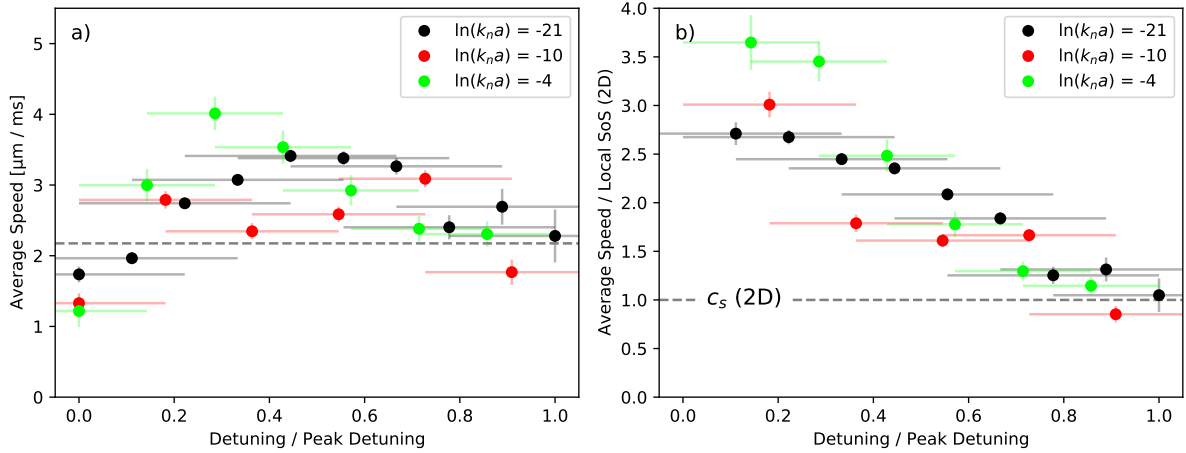 a)
ln(kₙa) = -21
ln(kₙa) = -10
ln(kₙa) = -4
Average Speed [μm / ms]
5
4
3
2
1
0
0.0 0.2 0.4 0.6 0.8 1.0
Detuning / Peak Detuning
b)
ln(kₙa) = -21
ln(kₙa) = -10
ln(kₙa) = -4
Average Speed / Local SoS (2D)
4.0
3.5
3.0
2.5
2.0
1.5
1.0
0.5
0.0
cₛ (2D)
0.0 0.2 0.4 0.6 0.8 1.0
Detuning / Peak Detuning